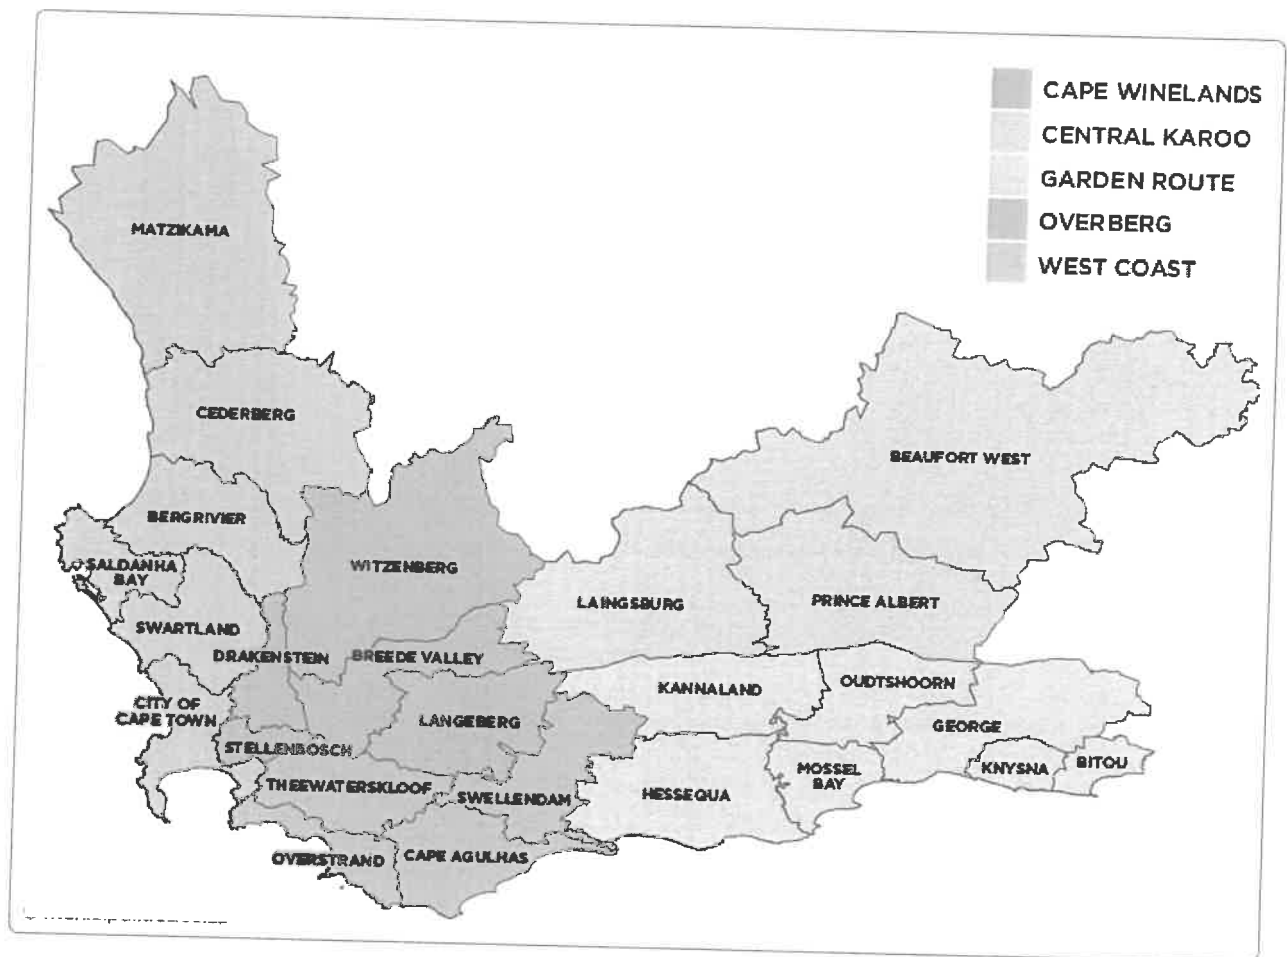 CAPE WINELANDS
CENTRAL KAROO
GARDEN ROUTE
OVERBERG
WEST COAST
MATZIKAMA
CEDERBERG
BERGRIVIER
BEAUFORT WEST
SALDANHA
BAY
WITZENBERG
LAINGSBURG
PRINCE ALBERT
SWARTLAND
DRAKENSTEIN
BREEDE VALLEY
KANNALAND
OUDTSHOORN
CITY OF
CAPE TOWN
LANGEBERG
GEORGE
STELLENBOSCH
THEEWATERSKLOOF
SWELLENDAM
HESSEQUA
MOSSEL
BAY
KNYSNA
BITOU
OVERSTRAND
CAPE AGULHAS